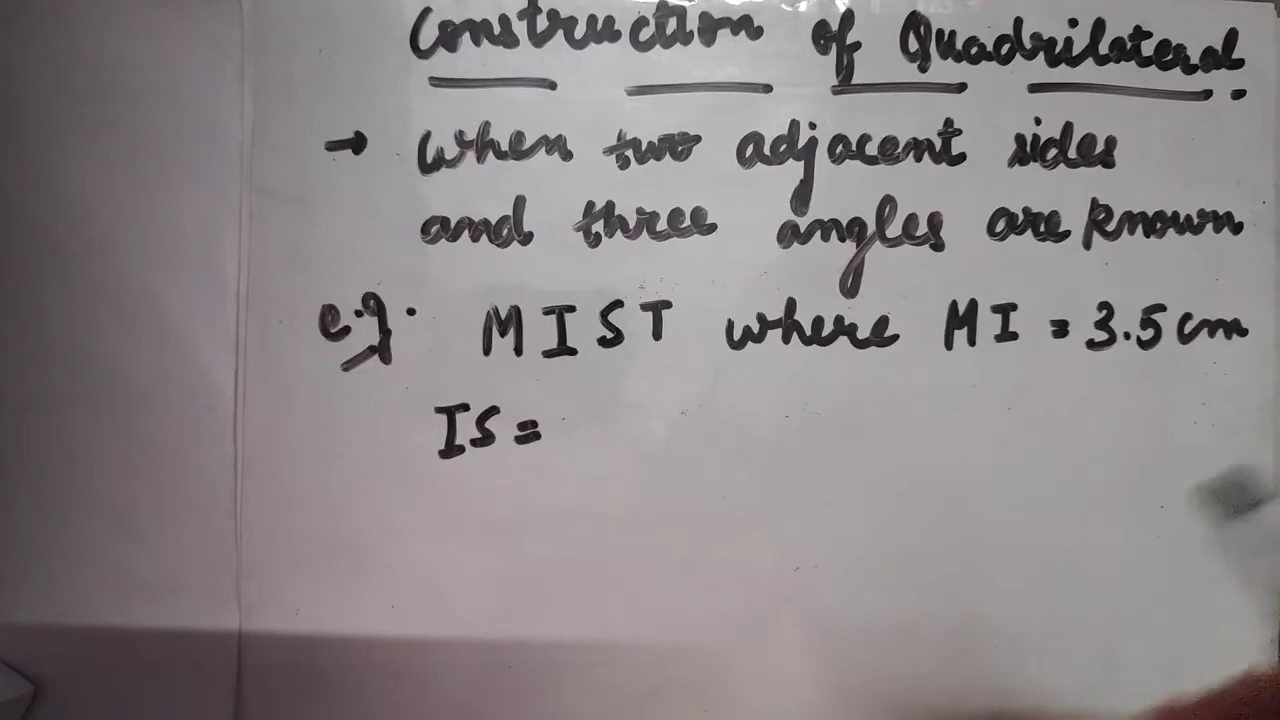 Construction of Quadrilateral.
→ When two adjacent sides
and three angles are known
e.g. MIST where MI = 3.5 cm
IS =